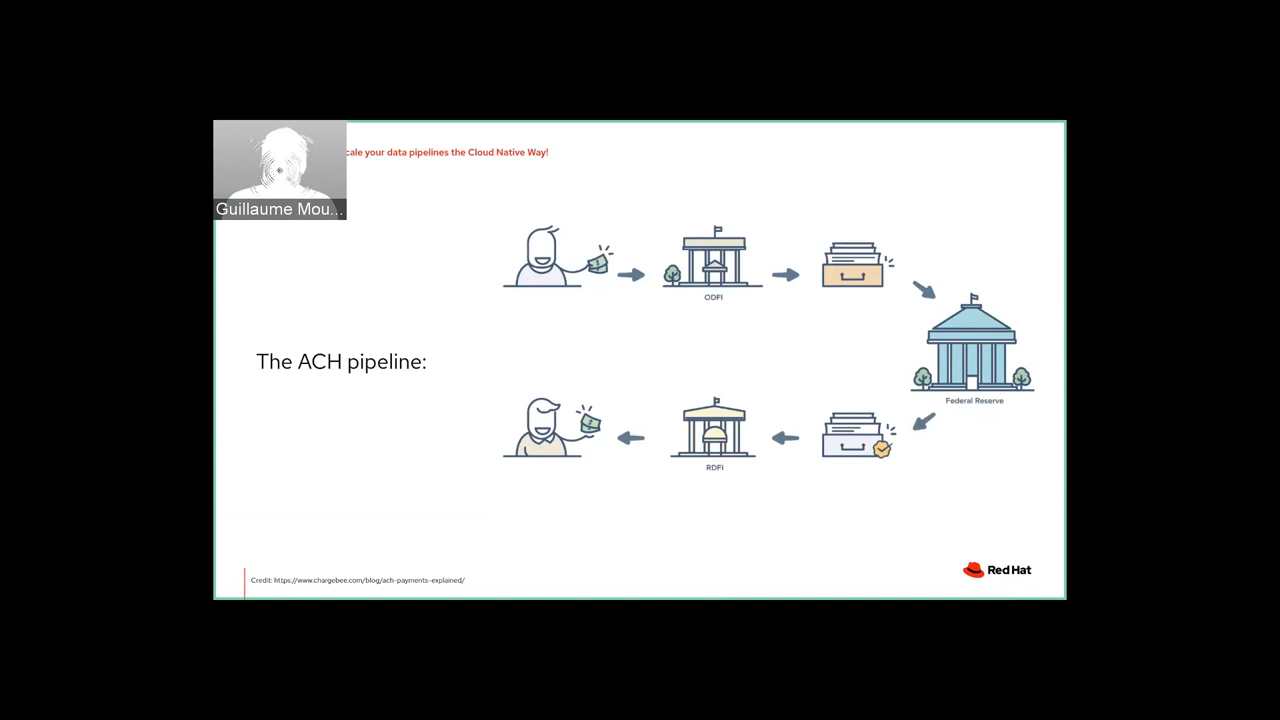 cale your data pipelines the Cloud Native Way!
Guillaume Mou...
ODFI
Federal Reserve
The ACH pipeline:
RDFI
Credit: https://www.chargebee.com/blog/ach-payments-explained/
Red Hat